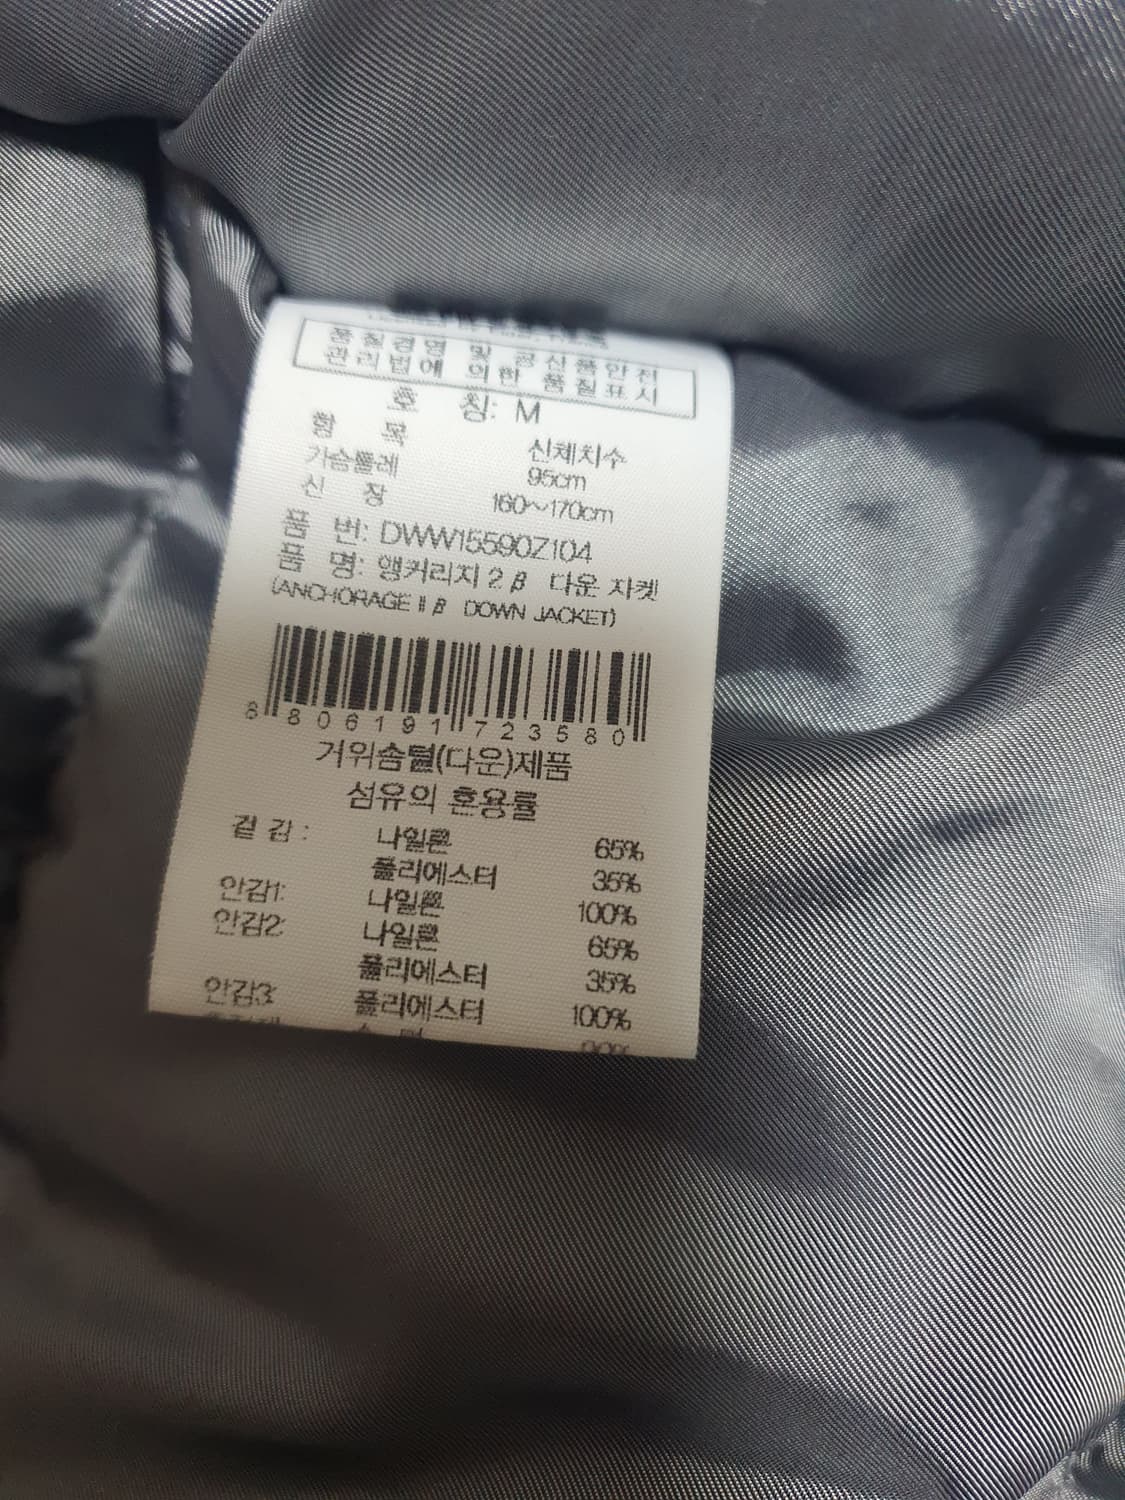 품질경영 및 공산품안전
관리법에 의한 품질표시
호 칭: M
항 목 신체치수
가슴둘레 95cm
신 장 160~170cm
품 번: DWW15590Z104
품 명: 앵커리지 2 β 다운 자켓
(ANCHORAGE Ⅱ β DOWN JACKET)
8 806191 723580
거위솜털(다운)제품
섬유의 혼용률
겉 감 : 나일론 65%
폴리에스터 35%
안감1: 나일론 100%
안감2: 나일론 65%
폴리에스터 35%
안감3: 폴리에스터 100%